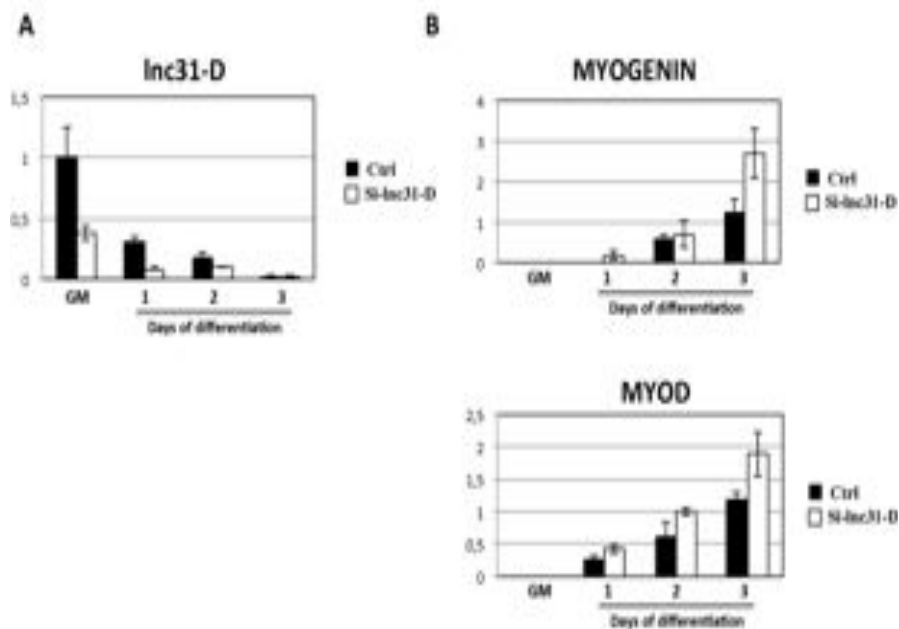 A
lnc31-D
1,5
1
0,5
0
Ctrl
Si-lnc31-D
GM 1 2 3
Days of differentiation
B
MYOGENIN
4
3
2
1
0
Ctrl
Si-lnc31-D
GM 1 2 3
Days of differentiation
MYOD
2,5
2
1,5
1
0,5
0
Ctrl
Si-lnc31-D
GM 1 2 3
Days of differentiation